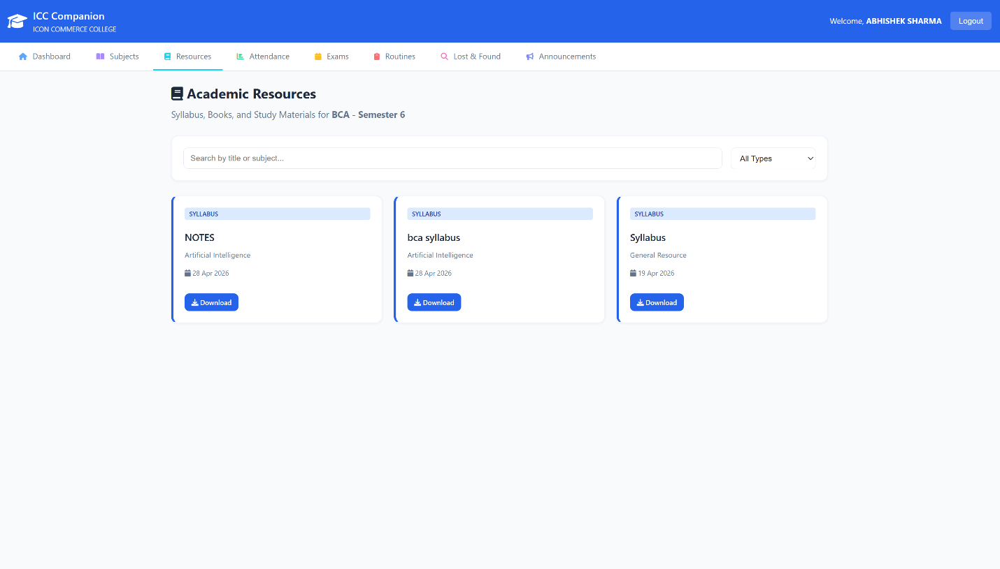 ICC Companion
ICON COMMERCE COLLEGE
Welcome, ABHISHEK SHARMA
Logout
Dashboard
Subjects
Resources
Attendance
Exams
Routines
Lost & Found
Announcements
Academic Resources
Syllabus, Books, and Study Materials for BCA - Semester 6
Search by title or subject...
All Types
SYLLABUS
NOTES
Artificial Intelligence
28 Apr 2026
Download
SYLLABUS
bca syllabus
Artificial Intelligence
28 Apr 2026
Download
SYLLABUS
Syllabus
General Resource
19 Apr 2026
Download